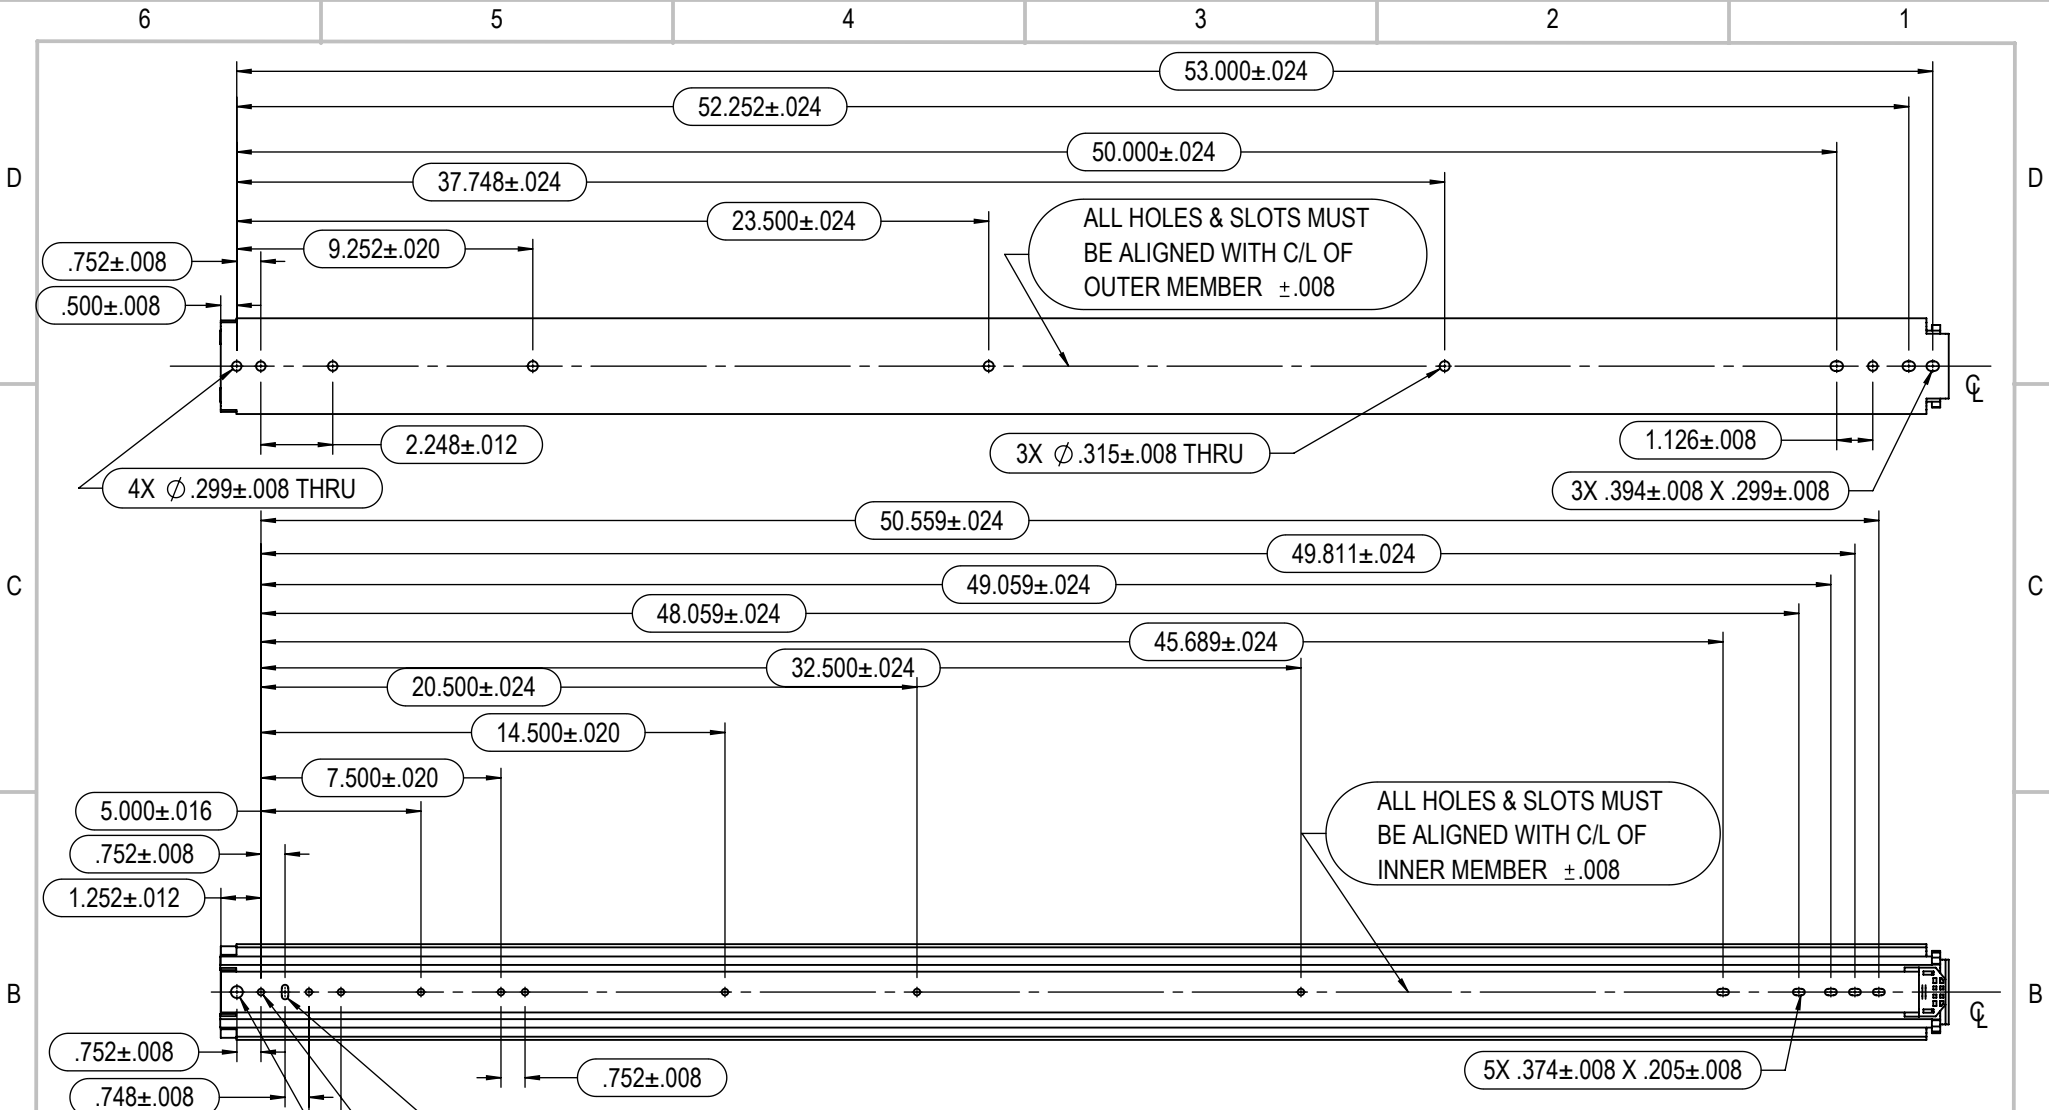 6 5 4 3 2 1
53.000±.024
52.252±.024
50.000±.024
D 37.748±.024 D
23.500±.024
ALL HOLES & SLOTS MUST
BE ALIGNED WITH C/L OF
OUTER MEMBER ±.008
9.252±.020
.752±.008
.500±.008
℄
2.248±.012
3X ∅.315±.008 THRU
1.126±.008
4X ∅.299±.008 THRU
3X .394±.008 X .299±.008
50.559±.024
49.811±.024
C 49.059±.024 C
48.059±.024
45.689±.024
32.500±.024
20.500±.024
14.500±.020
7.500±.020
5.000±.016
ALL HOLES & SLOTS MUST
BE ALIGNED WITH C/L OF
INNER MEMBER ±.008
.752±.008
1.252±.012
B B
℄
.752±.008
.752±.008
5X .374±.008 X .205±.008
.748±.008